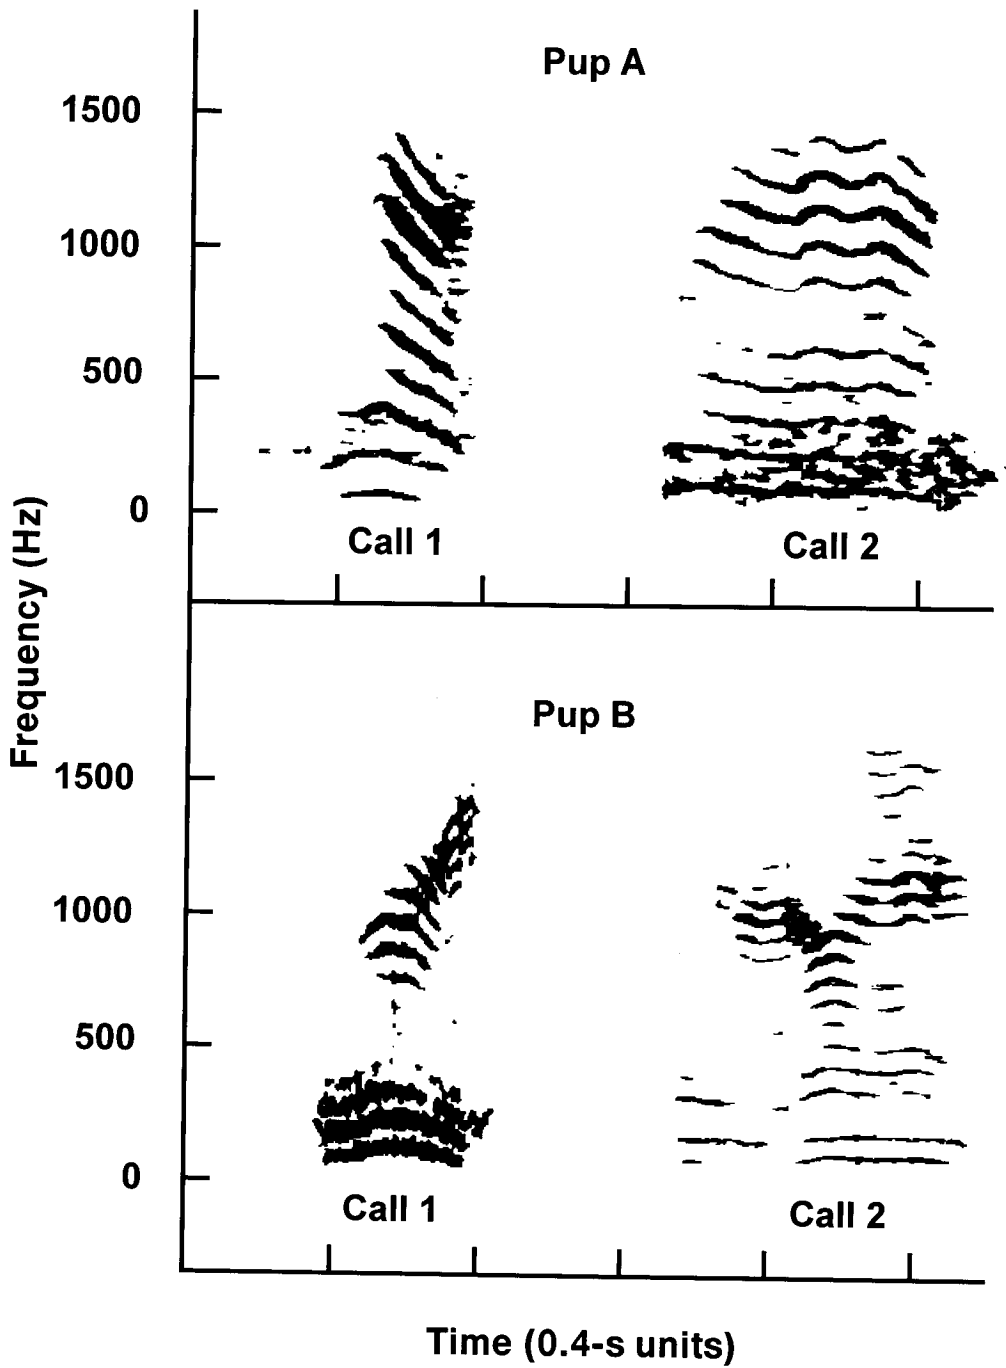 Pup A
1500
1000
500
0
Call 1
Call 2
Frequency (Hz)
Pup B
1500
1000
500
0
Call 1
Call 2
Time (0.4-s units)